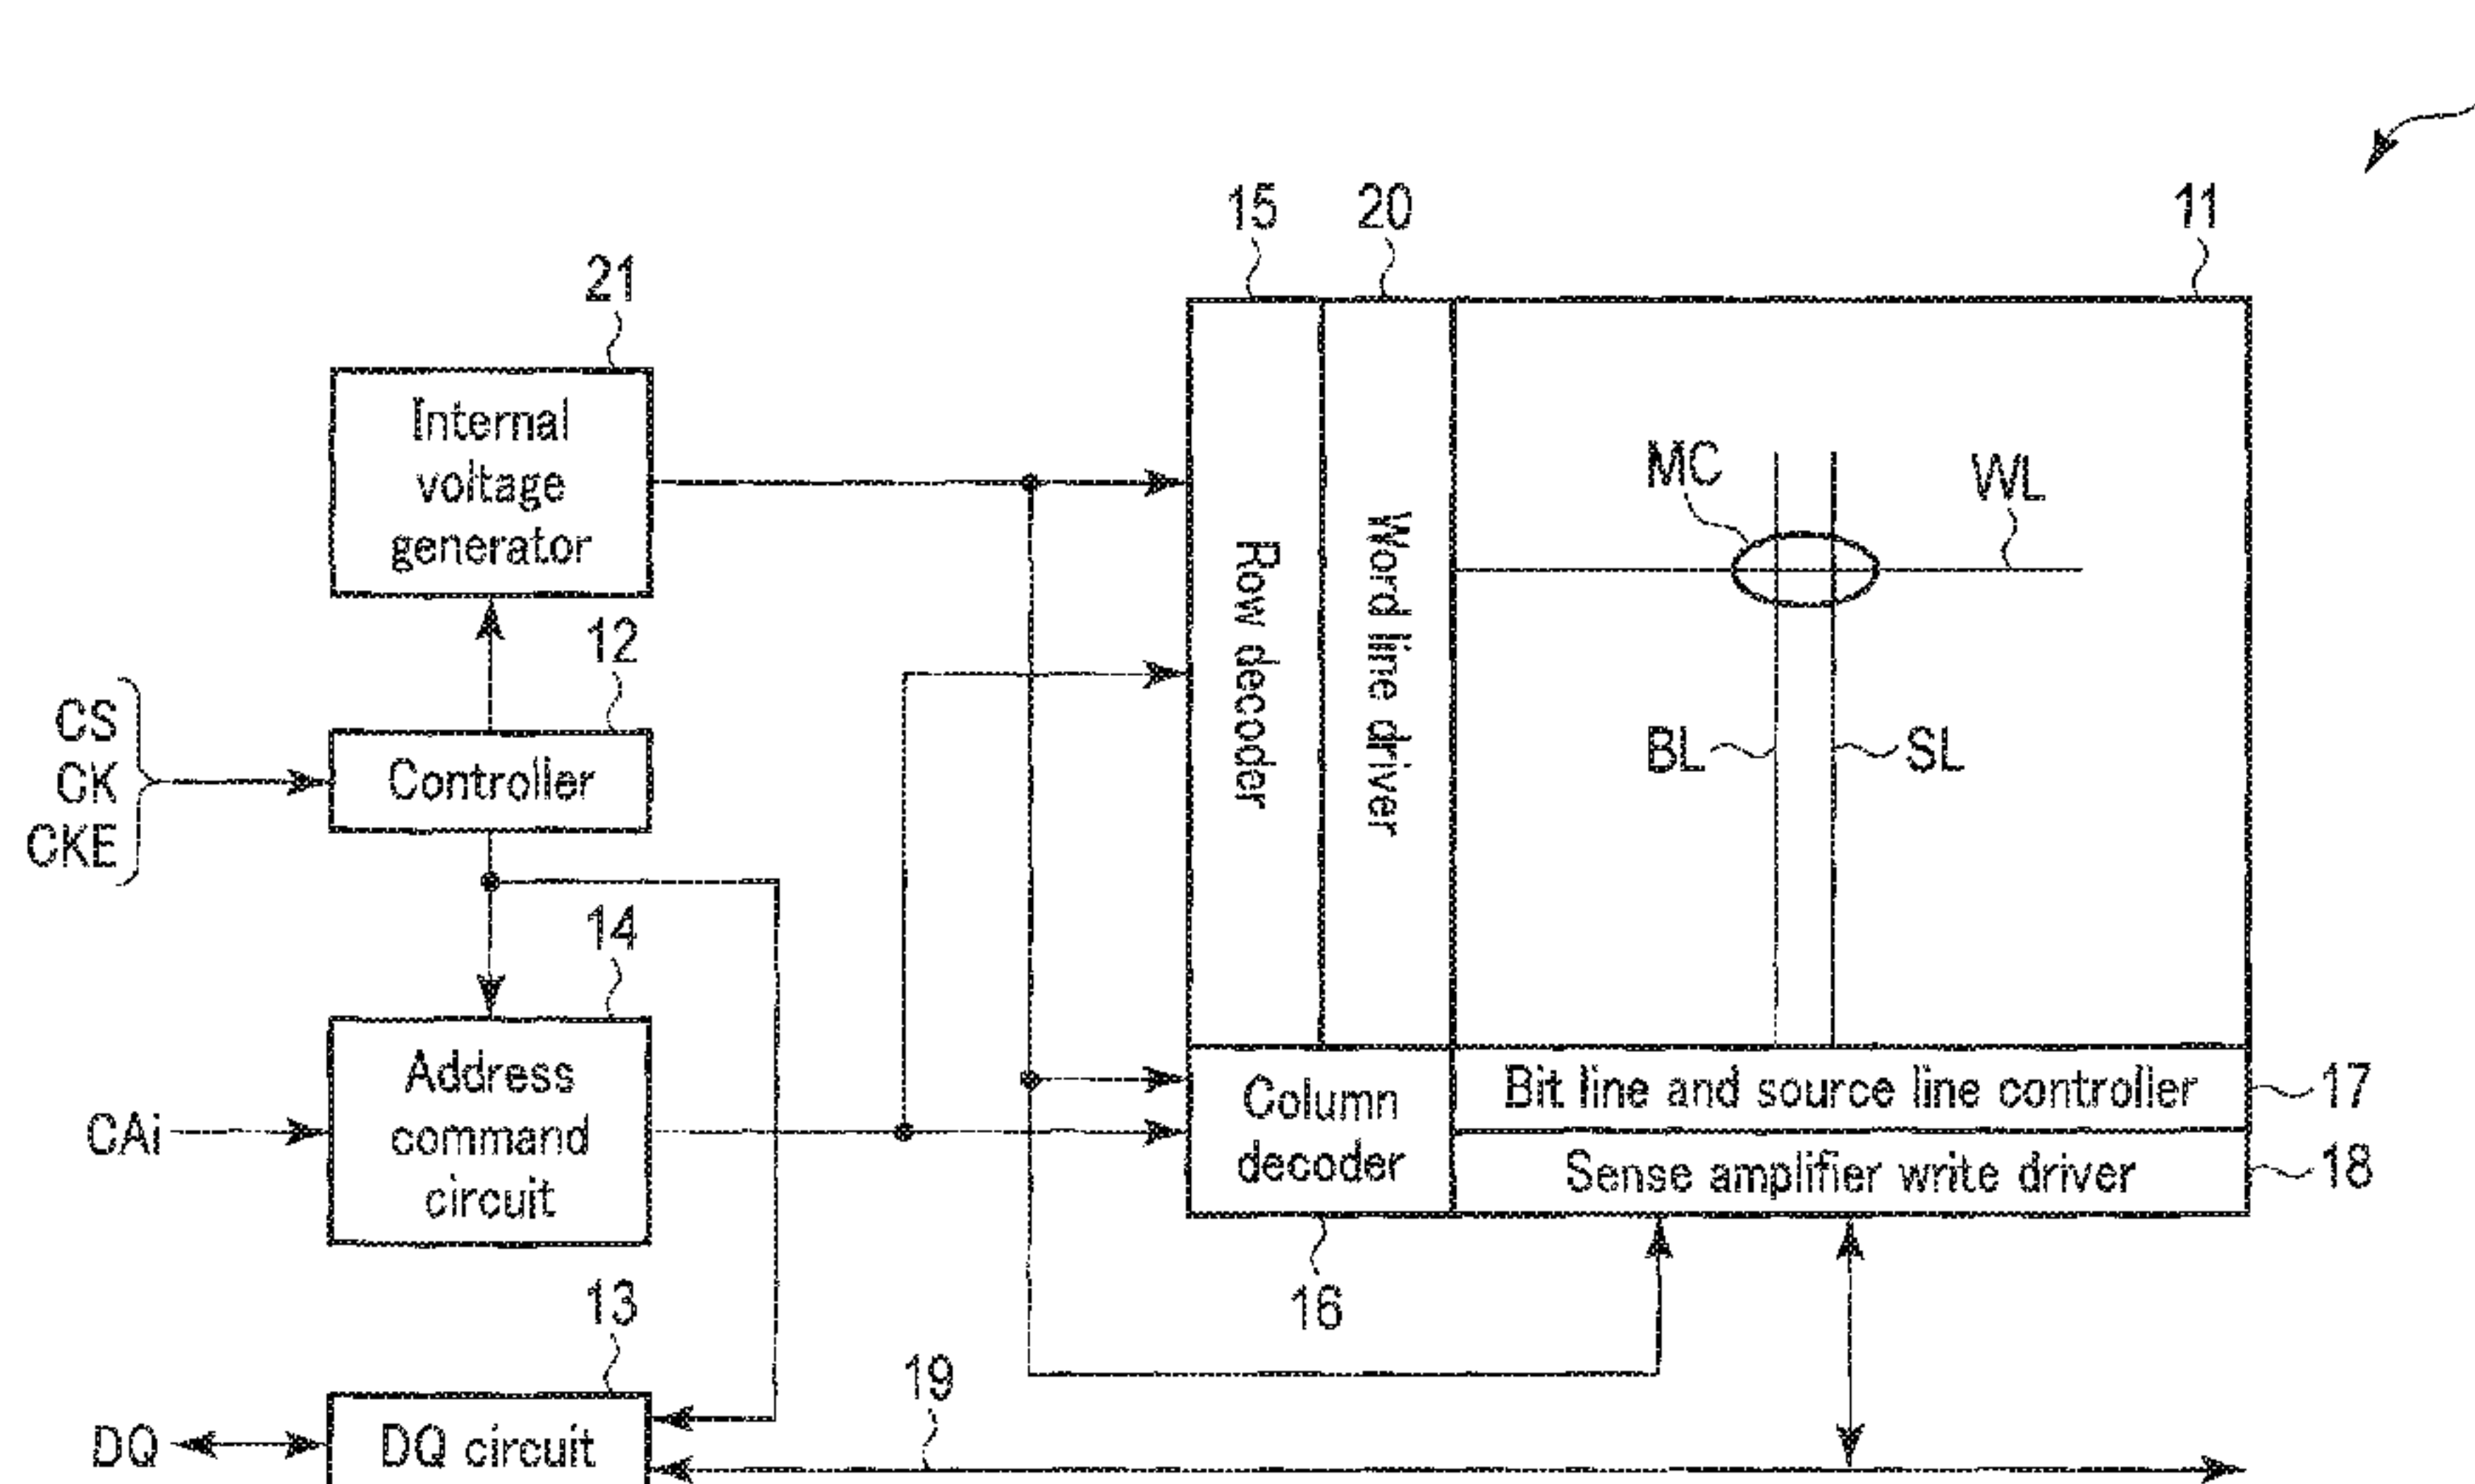 15
20
11
21
Internal
voltage
generator
MC
WL
12
CS
CK
CKE
Controller
Row decoder
Word line driver
BL
SL
14
Address
command
circuit
CAi
Column
decoder
Bit line and source line controller
17
Sense amplifier write driver
18
16
13
19
DQ
DQ circuit